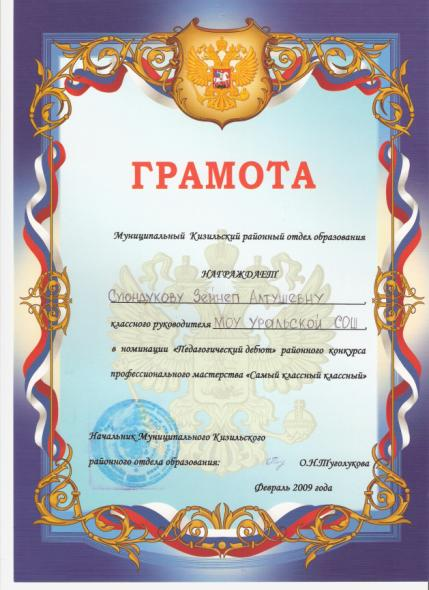 ГРАМОТА
Муниципальный Кизильский районный отдел образования
НАГРАЖДАЕТ
Суюндукову Зейнеп Алтушевну,
классного руководителя МОУ Уральской СОШ,
в номинации «Педагогический дебют» районного конкурса
профессионального мастерства «Самый классный классный»
Начальник Муниципального Кизильского
районного отдела образования: О.Н.Туголукова
Февраль 2009 года